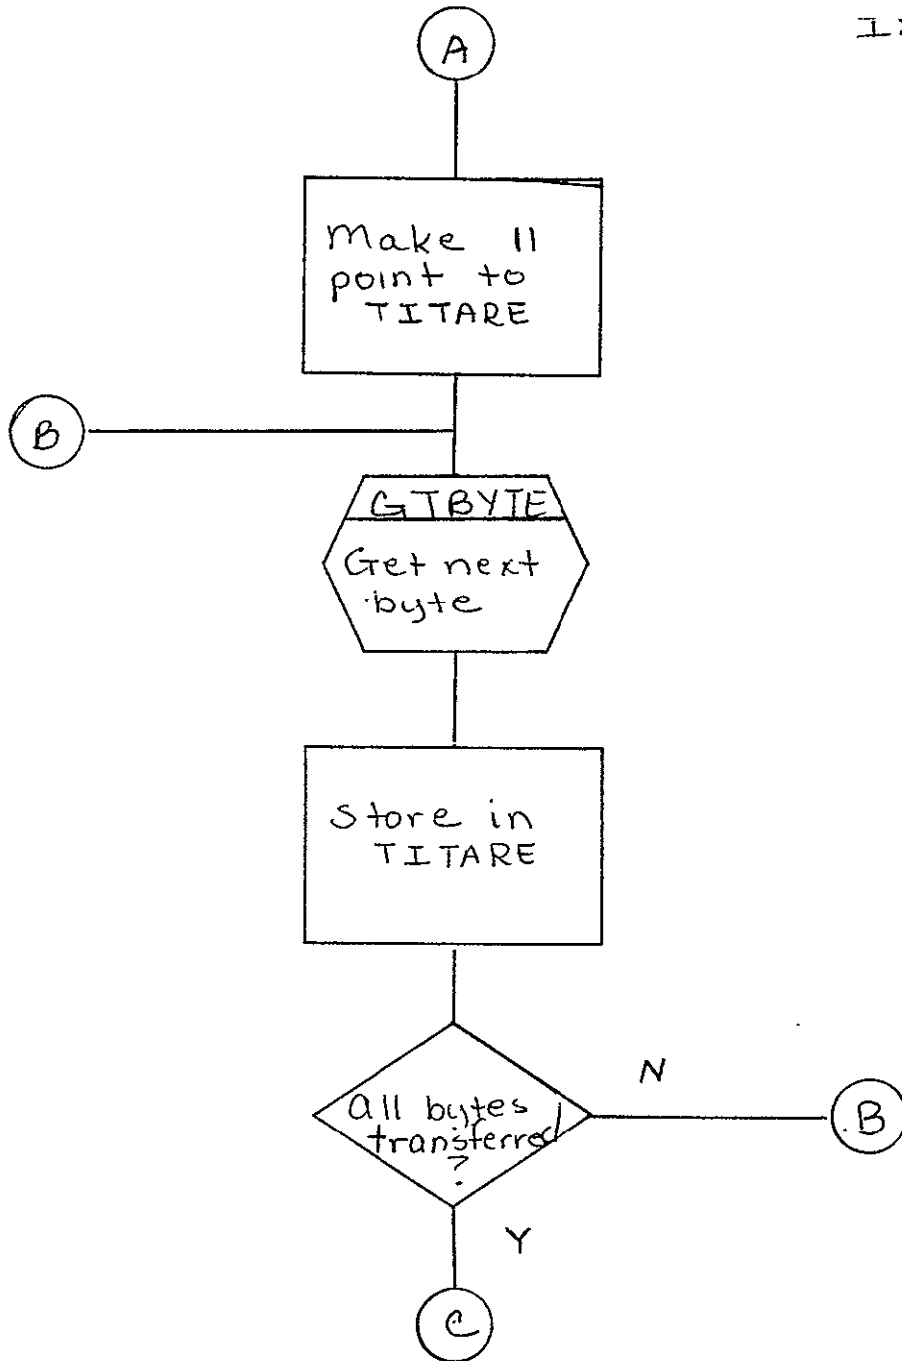 A
Make 11
point to
TITARE
B
GTBYTE
Get next
byte
Store in
TITARE
All bytes
transferred
?
N
B
Y
C